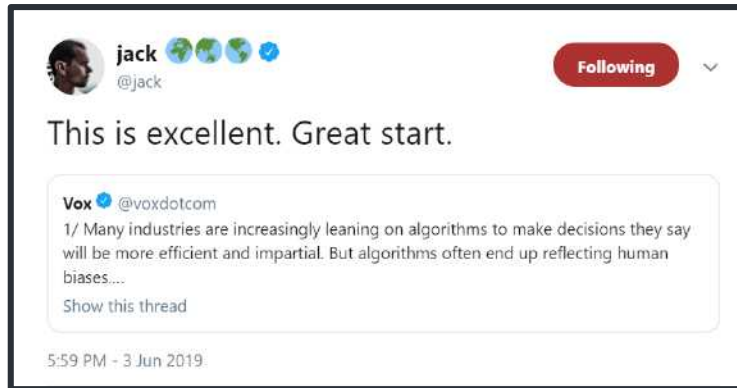 jack 🌍🌏🌎
@jack
Following
This is excellent. Great start.
Vox @voxdotcom
1/ Many industries are increasingly leaning on algorithms to make decisions they say
will be more efficient and impartial. But algorithms often end up reflecting human
biases....
Show this thread
5:59 PM - 3 Jun 2019